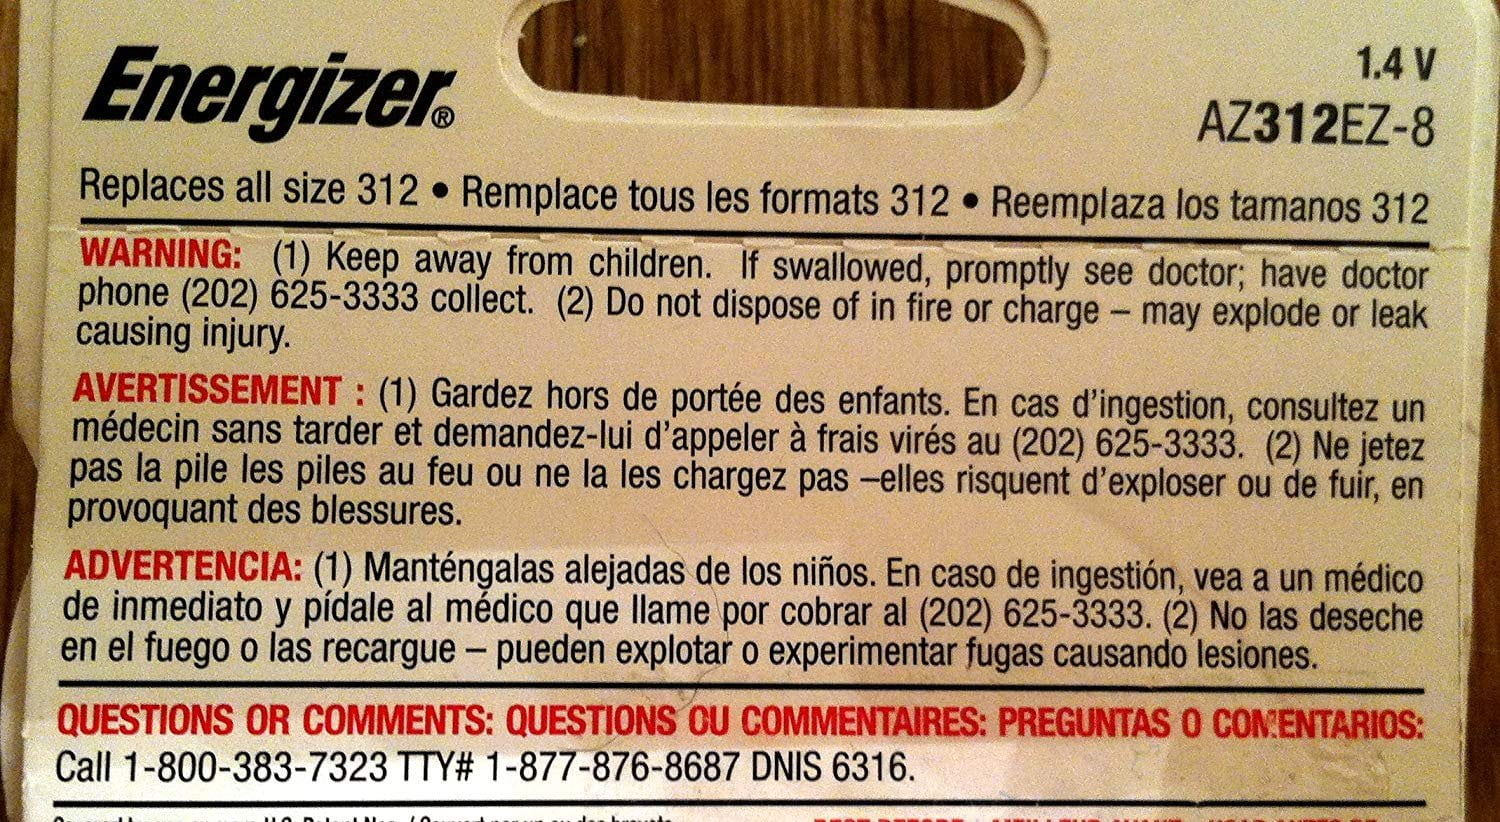 Energizer®
1.4 V
AZ312EZ-8
Replaces all size 312 • Remplace tous les formats 312 • Reemplaza los tamanos 312
WARNING: (1) Keep away from children. If swallowed, promptly see doctor; have doctor
phone (202) 625-3333 collect. (2) Do not dispose of in fire or charge – may explode or leak
causing injury.
AVERTISSEMENT : (1) Gardez hors de portée des enfants. En cas d'ingestion, consultez un
médecin sans tarder et demandez-lui d'appeler à frais virés au (202) 625-3333. (2) Ne jetez
pas la pile les piles au feu ou ne la les chargez pas –elles risquent d'exploser ou de fuir, en
provoquant des blessures.
ADVERTENCIA: (1) Manténgalas alejadas de los niños. En caso de ingestión, vea a un médico
de inmediato y pídale al médico que llame por cobrar al (202) 625-3333. (2) No las deseche
en el fuego o las recargue – pueden explotar o experimentar fugas causando lesiones.
QUESTIONS OR COMMENTS: QUESTIONS OU COMMENTAIRES: PREGUNTAS O COMENTARIOS:
Call 1-800-383-7323 TTY# 1-877-876-8687 DNIS 6316.